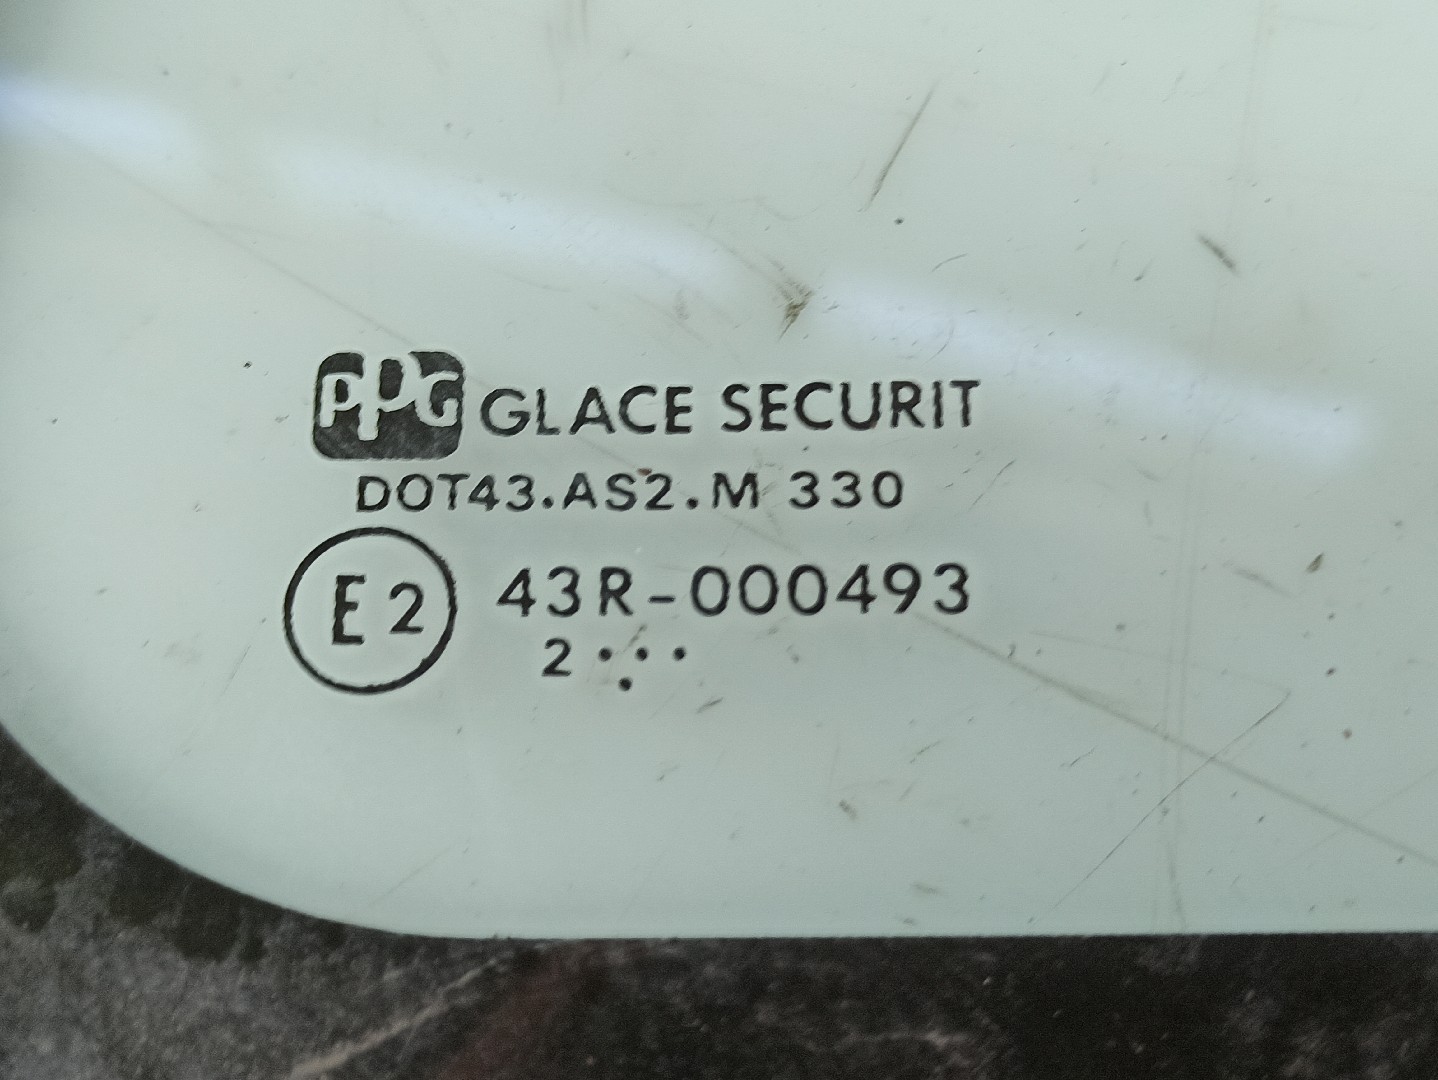 PPG GLACE SECURIT
DOT43.AS2.M 330
E2 43R-000493
2 ∙∙∙
∙